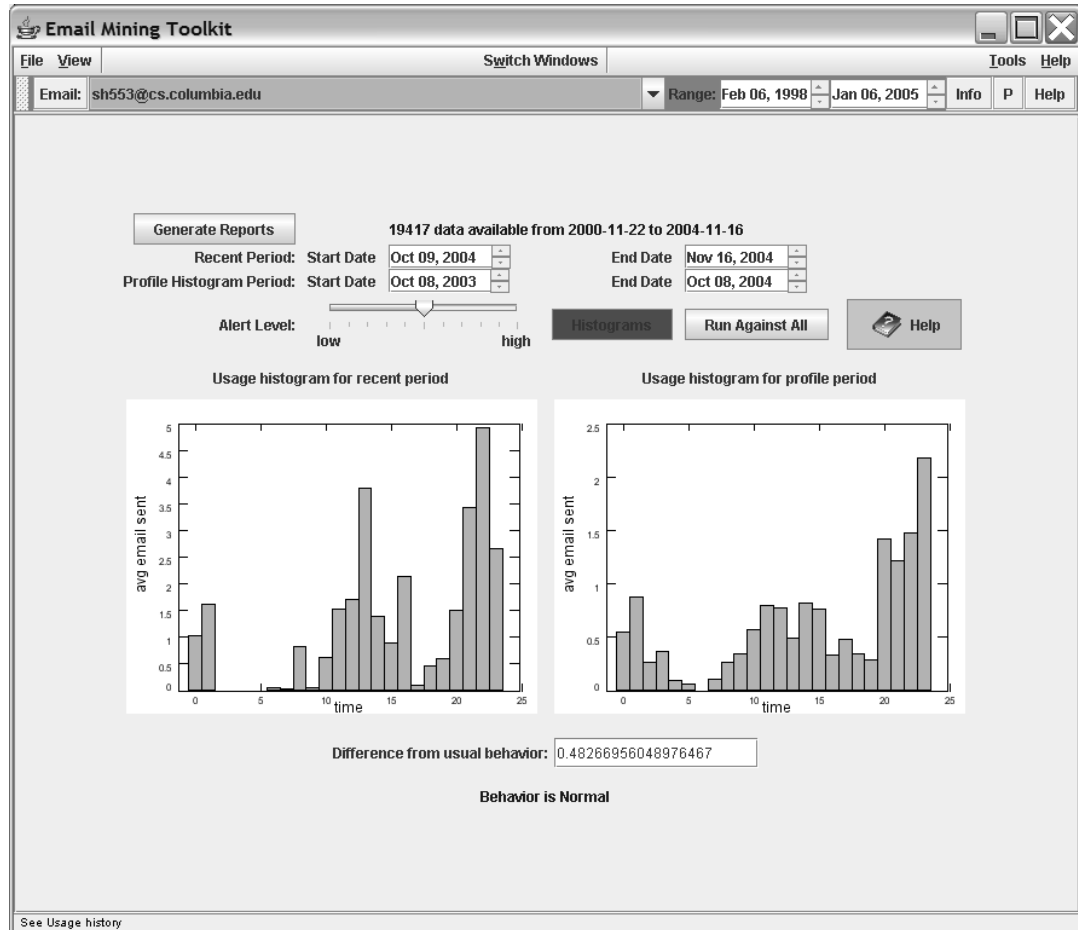 Email Mining Toolkit
File View Switch Windows Tools Help
Email: sh553@cs.columbia.edu Range: Feb 06, 1998 Jan 06, 2005 Info P Help
Generate Reports 19417 data available from 2000-11-22 to 2004-11-16
Recent Period: Start Date Oct 09, 2004 End Date Nov 16, 2004
Profile Histogram Period: Start Date Oct 08, 2003 End Date Oct 08, 2004
Alert Level: low high Histograms Run Against All Help
Usage histogram for recent period
5
4.5
4
3.5
3
2.5
2
1.5
1
0.5
0
avg email sent
0 5 10 15 20 25
time
Usage histogram for profile period
2.5
2
1.5
1
0.5
0
avg email sent
0 5 10 15 20 25
time
Difference from usual behavior: 0.48266956048976467
Behavior is Normal
See Usage history